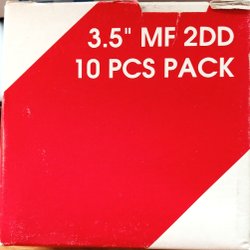 3.5" MF 2DD
10 PCS PACK